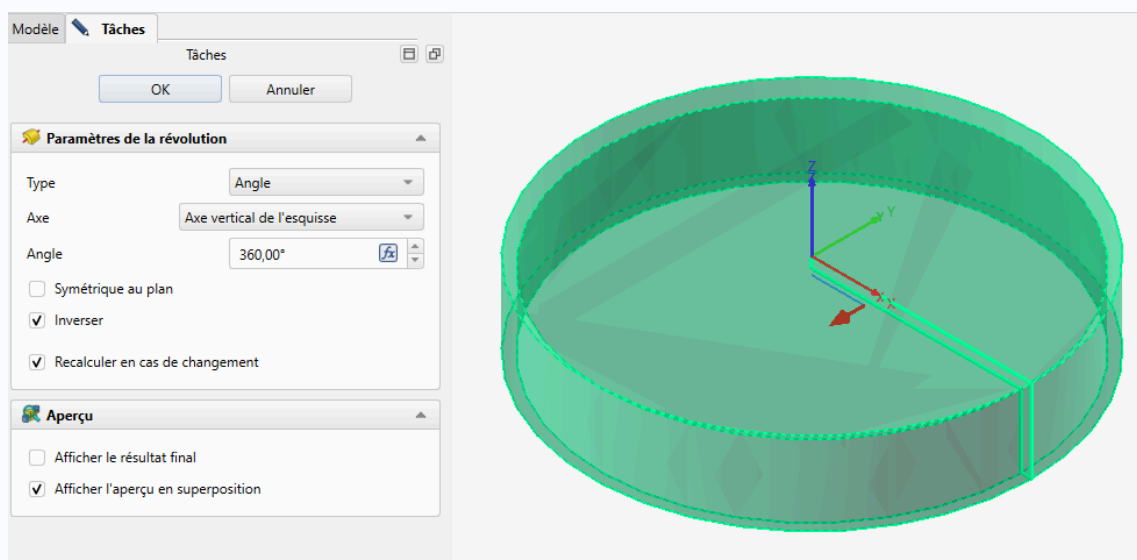 Modèle Tâches
Tâches
OK Annuler
Paramètres de la révolution
Type Angle
Axe Axe vertical de l'esquisse
Angle 360,00° fx
Symétrique au plan
Inverser
Recalculer en cas de changement
Aperçu
Afficher le résultat final
Afficher l'aperçu en superposition
Z
Y Y
X X